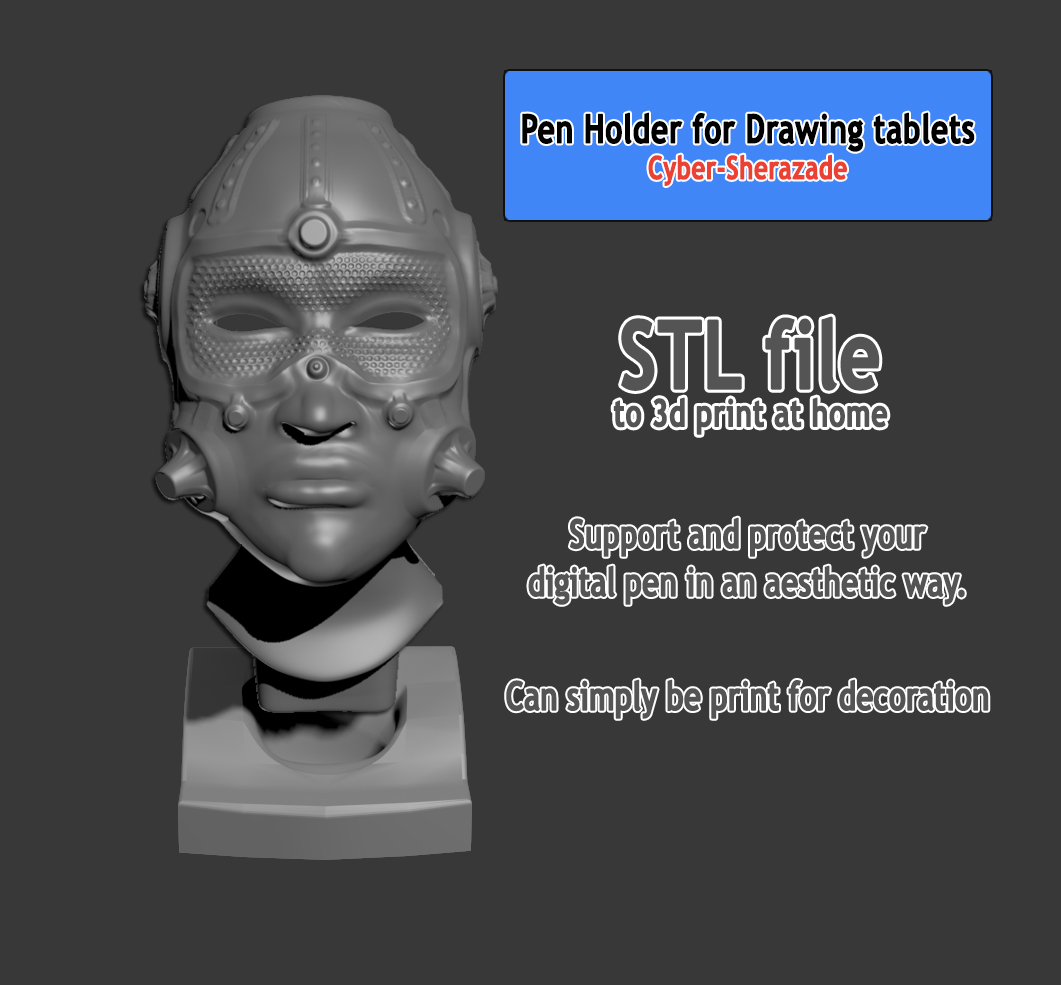 Pen Holder for Drawing tablets
Cyber-Sherazade
STL file
to 3d print at home
Support and protect your
digital pen in an aesthetic way.
Can simply be print for decoration